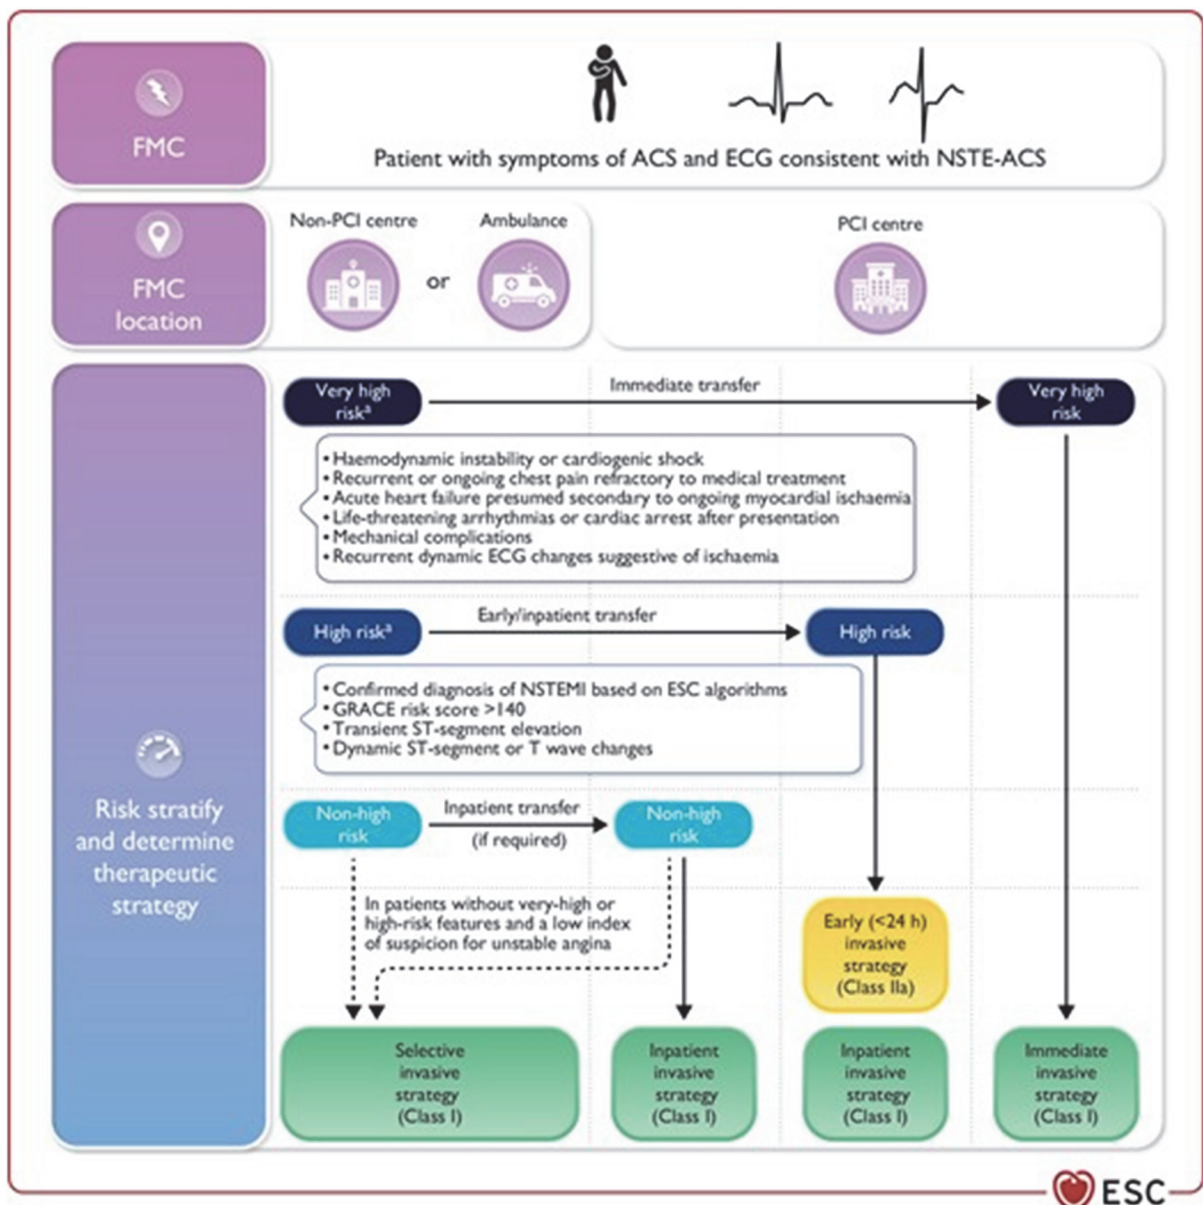 FMC
Patient with symptoms of ACS and ECG consistent with NSTE-ACS
FMC
location
Non-PCI centre
or
Ambulance
PCI centre
Risk stratify
and determine
therapeutic
strategy
Very high
riskª
Immediate transfer
Very high
risk
• Haemodynamic instability or cardiogenic shock
• Recurrent or ongoing chest pain refractory to medical treatment
• Acute heart failure presumed secondary to ongoing myocardial ischaemia
• Life-threatening arrhythmias or cardiac arrest after presentation
• Mechanical complications
• Recurrent dynamic ECG changes suggestive of ischaemia
High riskª
Early/inpatient transfer
High risk
• Confirmed diagnosis of NSTEMI based on ESC algorithms
• GRACE risk score >140
• Transient ST-segment elevation
• Dynamic ST-segment or T wave changes
Non-high
risk
Inpatient transfer
(if required)
Non-high
risk
In patients without very-high or
high-risk features and a low index
of suspicion for unstable angina
Early (<24 h)
invasive
strategy
(Class IIa)
Selective
invasive
strategy
(Class I)
Inpatient
invasive
strategy
(Class I)
Inpatient
invasive
strategy
(Class I)
Immediate
invasive
strategy
(Class I)
ESC